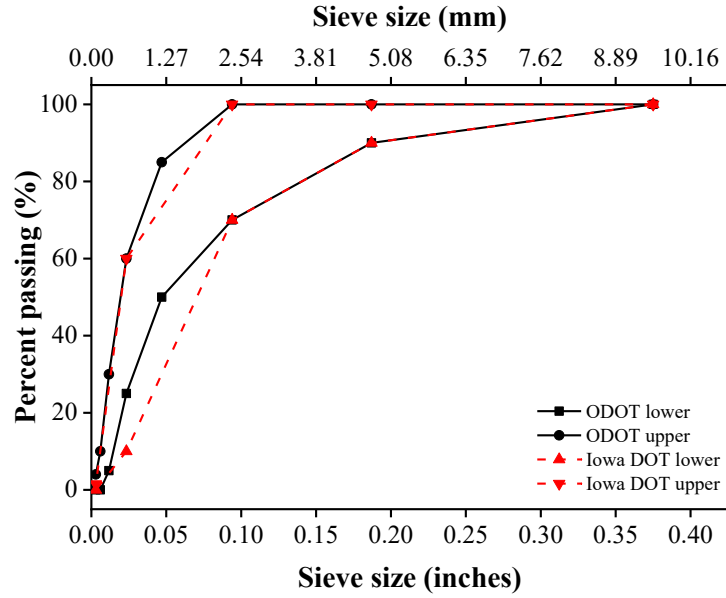 Sieve size (mm)
0.00 1.27 2.54 3.81 5.08 6.35 7.62 8.89 10.16
100
80
60
40
20
0
Percent passing (%)
ODOT lower
ODOT upper
Iowa DOT lower
Iowa DOT upper
0.00 0.05 0.10 0.15 0.20 0.25 0.30 0.35 0.40
Sieve size (inches)